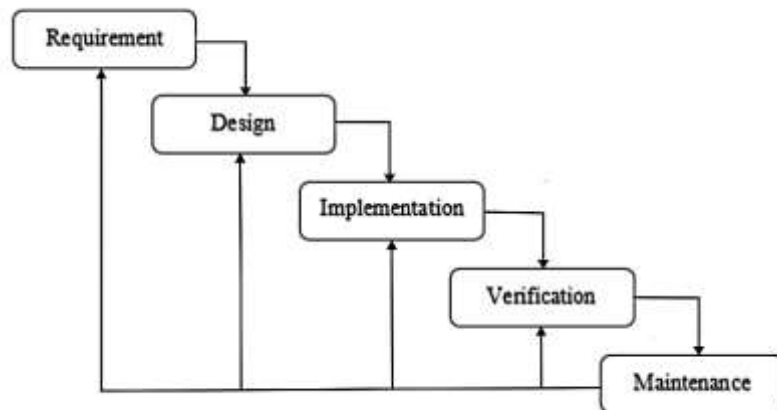 Requirement
Design
Implementation
Verification
Maintenance